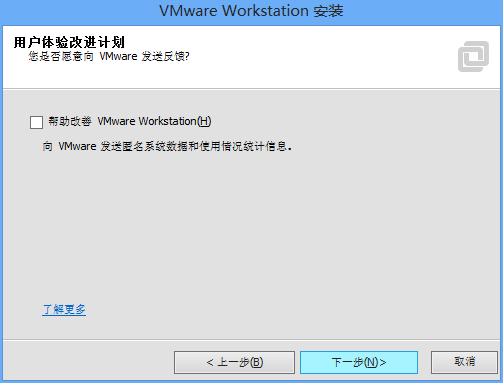 VMware Workstation 安装
用户体验改进计划
您是否愿意向 VMware 发送反馈?
帮助改善 VMware Workstation(H)
向 VMware 发送匿名系统数据和使用情况统计信息。
了解更多
< 上一步(B) 下一步(N)> 取消